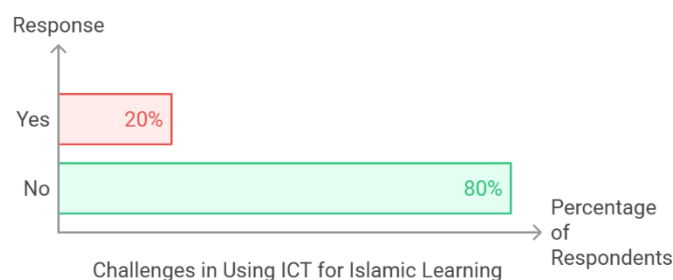 Response
Yes
20%
No
80%
Percentage
of
Respondents
Challenges in Using ICT for Islamic Learning